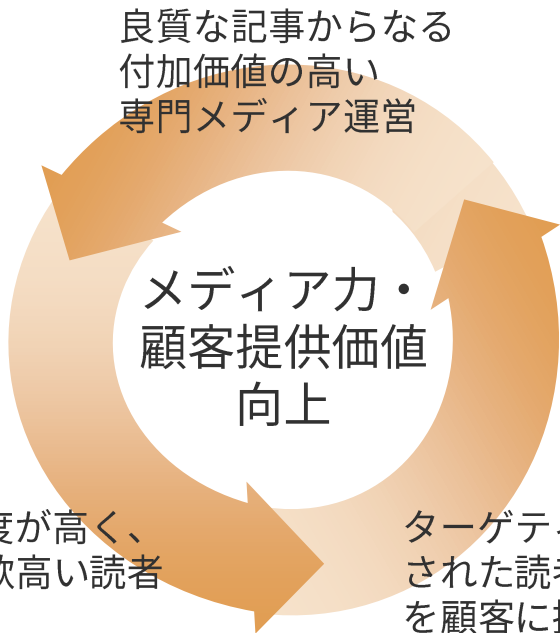 良質な記事からなる
付加価値の高い
専門メディア運営
メディア力・
顧客提供価値
向上
度が高く、
欲高い読者
ターゲティ
された読者
を顧客に